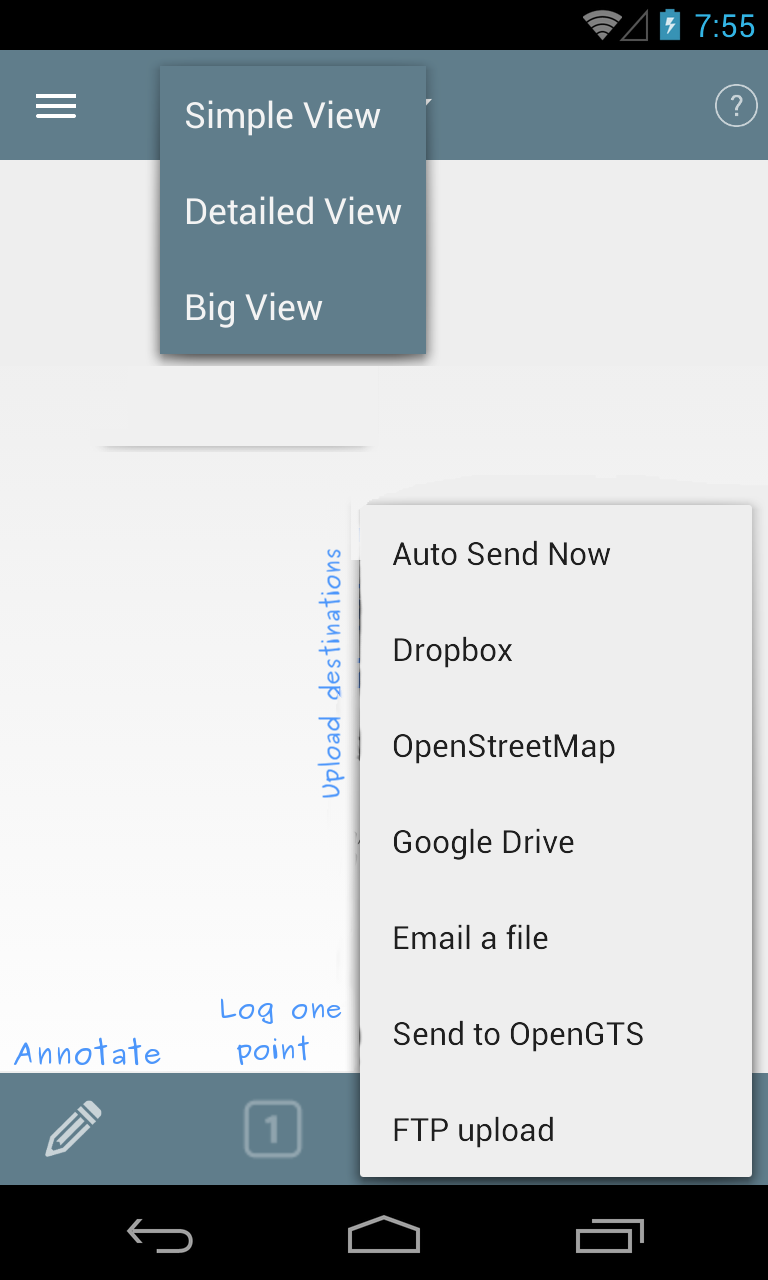 7:55
Simple View
?
Detailed View
Big View
Upload destinations
Auto Send Now
Dropbox
OpenStreetMap
Google Drive
Email a file
Send to OpenGTS
FTP upload
Log one
point
Annotate
1